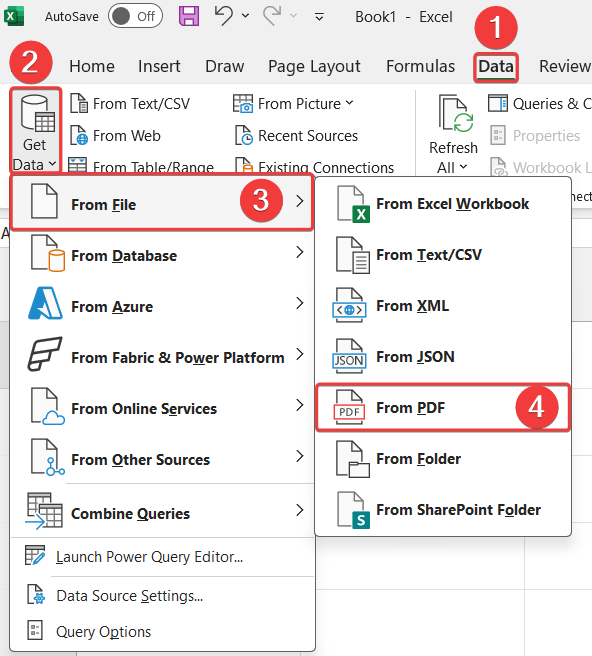 AutoSave Off Book1 - Excel
1
2
Home Insert Draw Page Layout Formulas Data Review
Get Data
From Text/CSV
From Web
From Table/Range
From Picture
Recent Sources
Existing Connections
Refresh All
Queries & C
Properties
Workbook L
nect
A
From File 3
From Database
From Azure
From Fabric & Power Platform
From Online Services
From Other Sources
Combine Queries
Launch Power Query Editor...
Data Source Settings...
Query Options
From Excel Workbook
From Text/CSV
From XML
JSON From JSON
PDF From PDF 4
From Folder
From SharePoint Folder